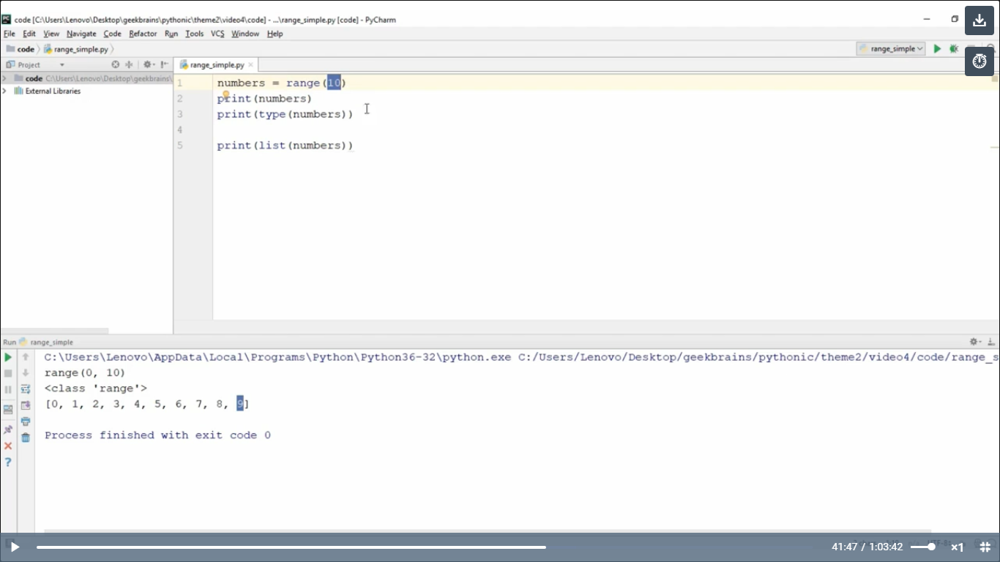 code [C:\Users\Lenovo\Desktop\geekbrains\pythonic\theme2\video4\code] - ...\range_simple.py [code] - PyCharm
File Edit View Navigate Code Refactor Run Tools VCS Window Help
code range_simple.py range_simple
Project range_simple.py
code C:\Users\Lenovo\Desktop\geekbrains\
External Libraries
1 numbers = range(10)
2 print(numbers)
3 print(type(numbers))
4
5 print(list(numbers))
Run range_simple
C:\Users\Lenovo\AppData\Local\Programs\Python\Python36-32\python.exe C:/Users/Lenovo/Desktop/geekbrains/pythonic/theme2/video4/code/range_s
range(0, 10)
<class 'range'>
[0, 1, 2, 3, 4, 5, 6, 7, 8, 9]
Process finished with exit code 0
41:47 / 1:03:42 ×1